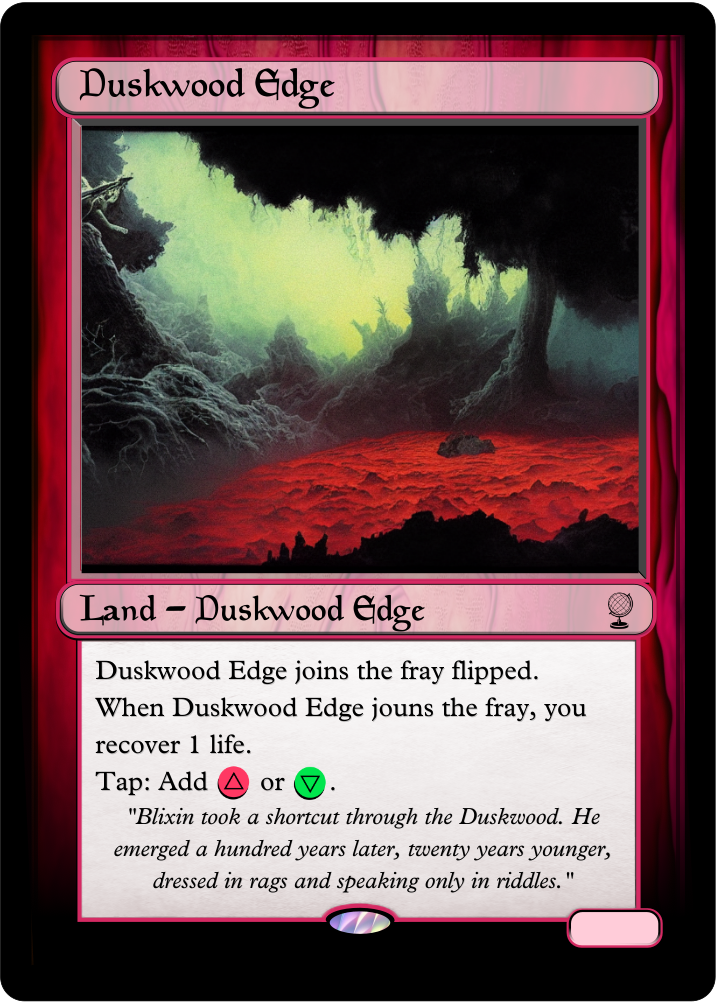 Duskwood Edge
Land – Duskwood Edge
Duskwood Edge joins the fray flipped.
When Duskwood Edge jouns the fray, you
recover 1 life.
Tap: Add △ or ▽.
"Blixin took a shortcut through the Duskwood. He
emerged a hundred years later, twenty years younger,
dressed in rags and speaking only in riddles."